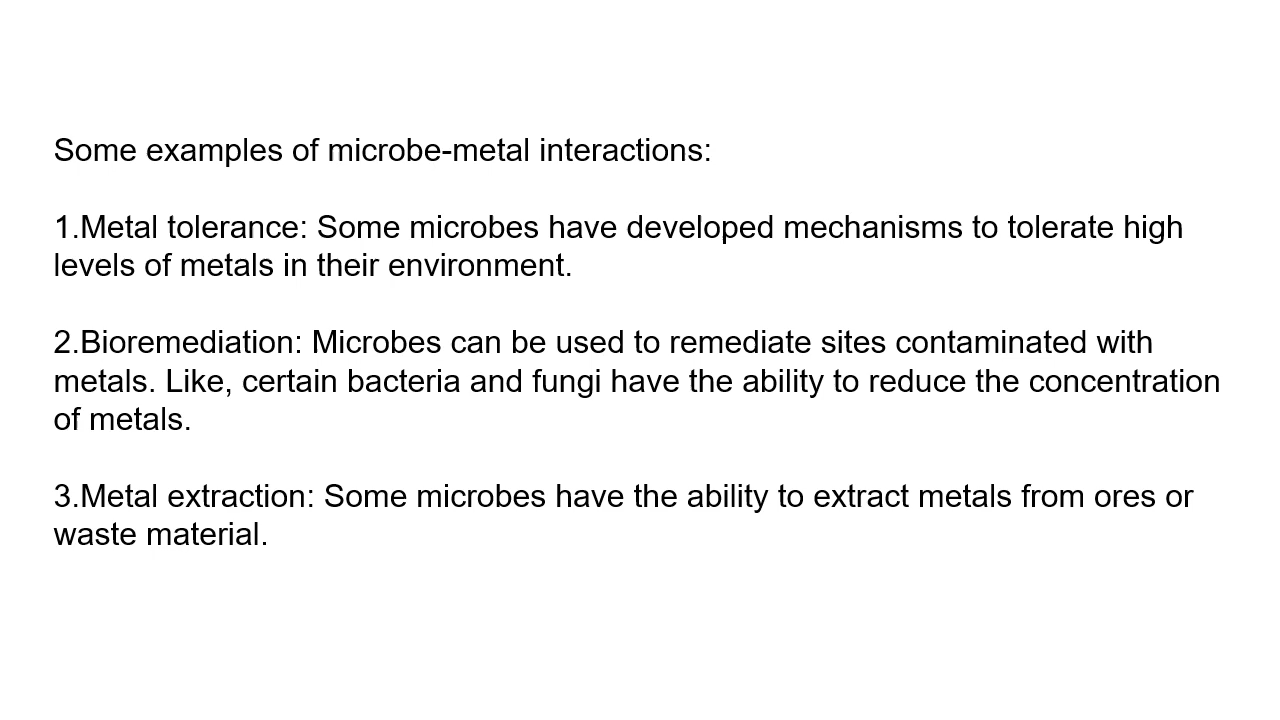 Some examples of microbe-metal interactions:
1.Metal tolerance: Some microbes have developed mechanisms to tolerate high
levels of metals in their environment.
2.Bioremediation: Microbes can be used to remediate sites contaminated with
metals. Like, certain bacteria and fungi have the ability to reduce the concentration
of metals.
3.Metal extraction: Some microbes have the ability to extract metals from ores or
waste material.